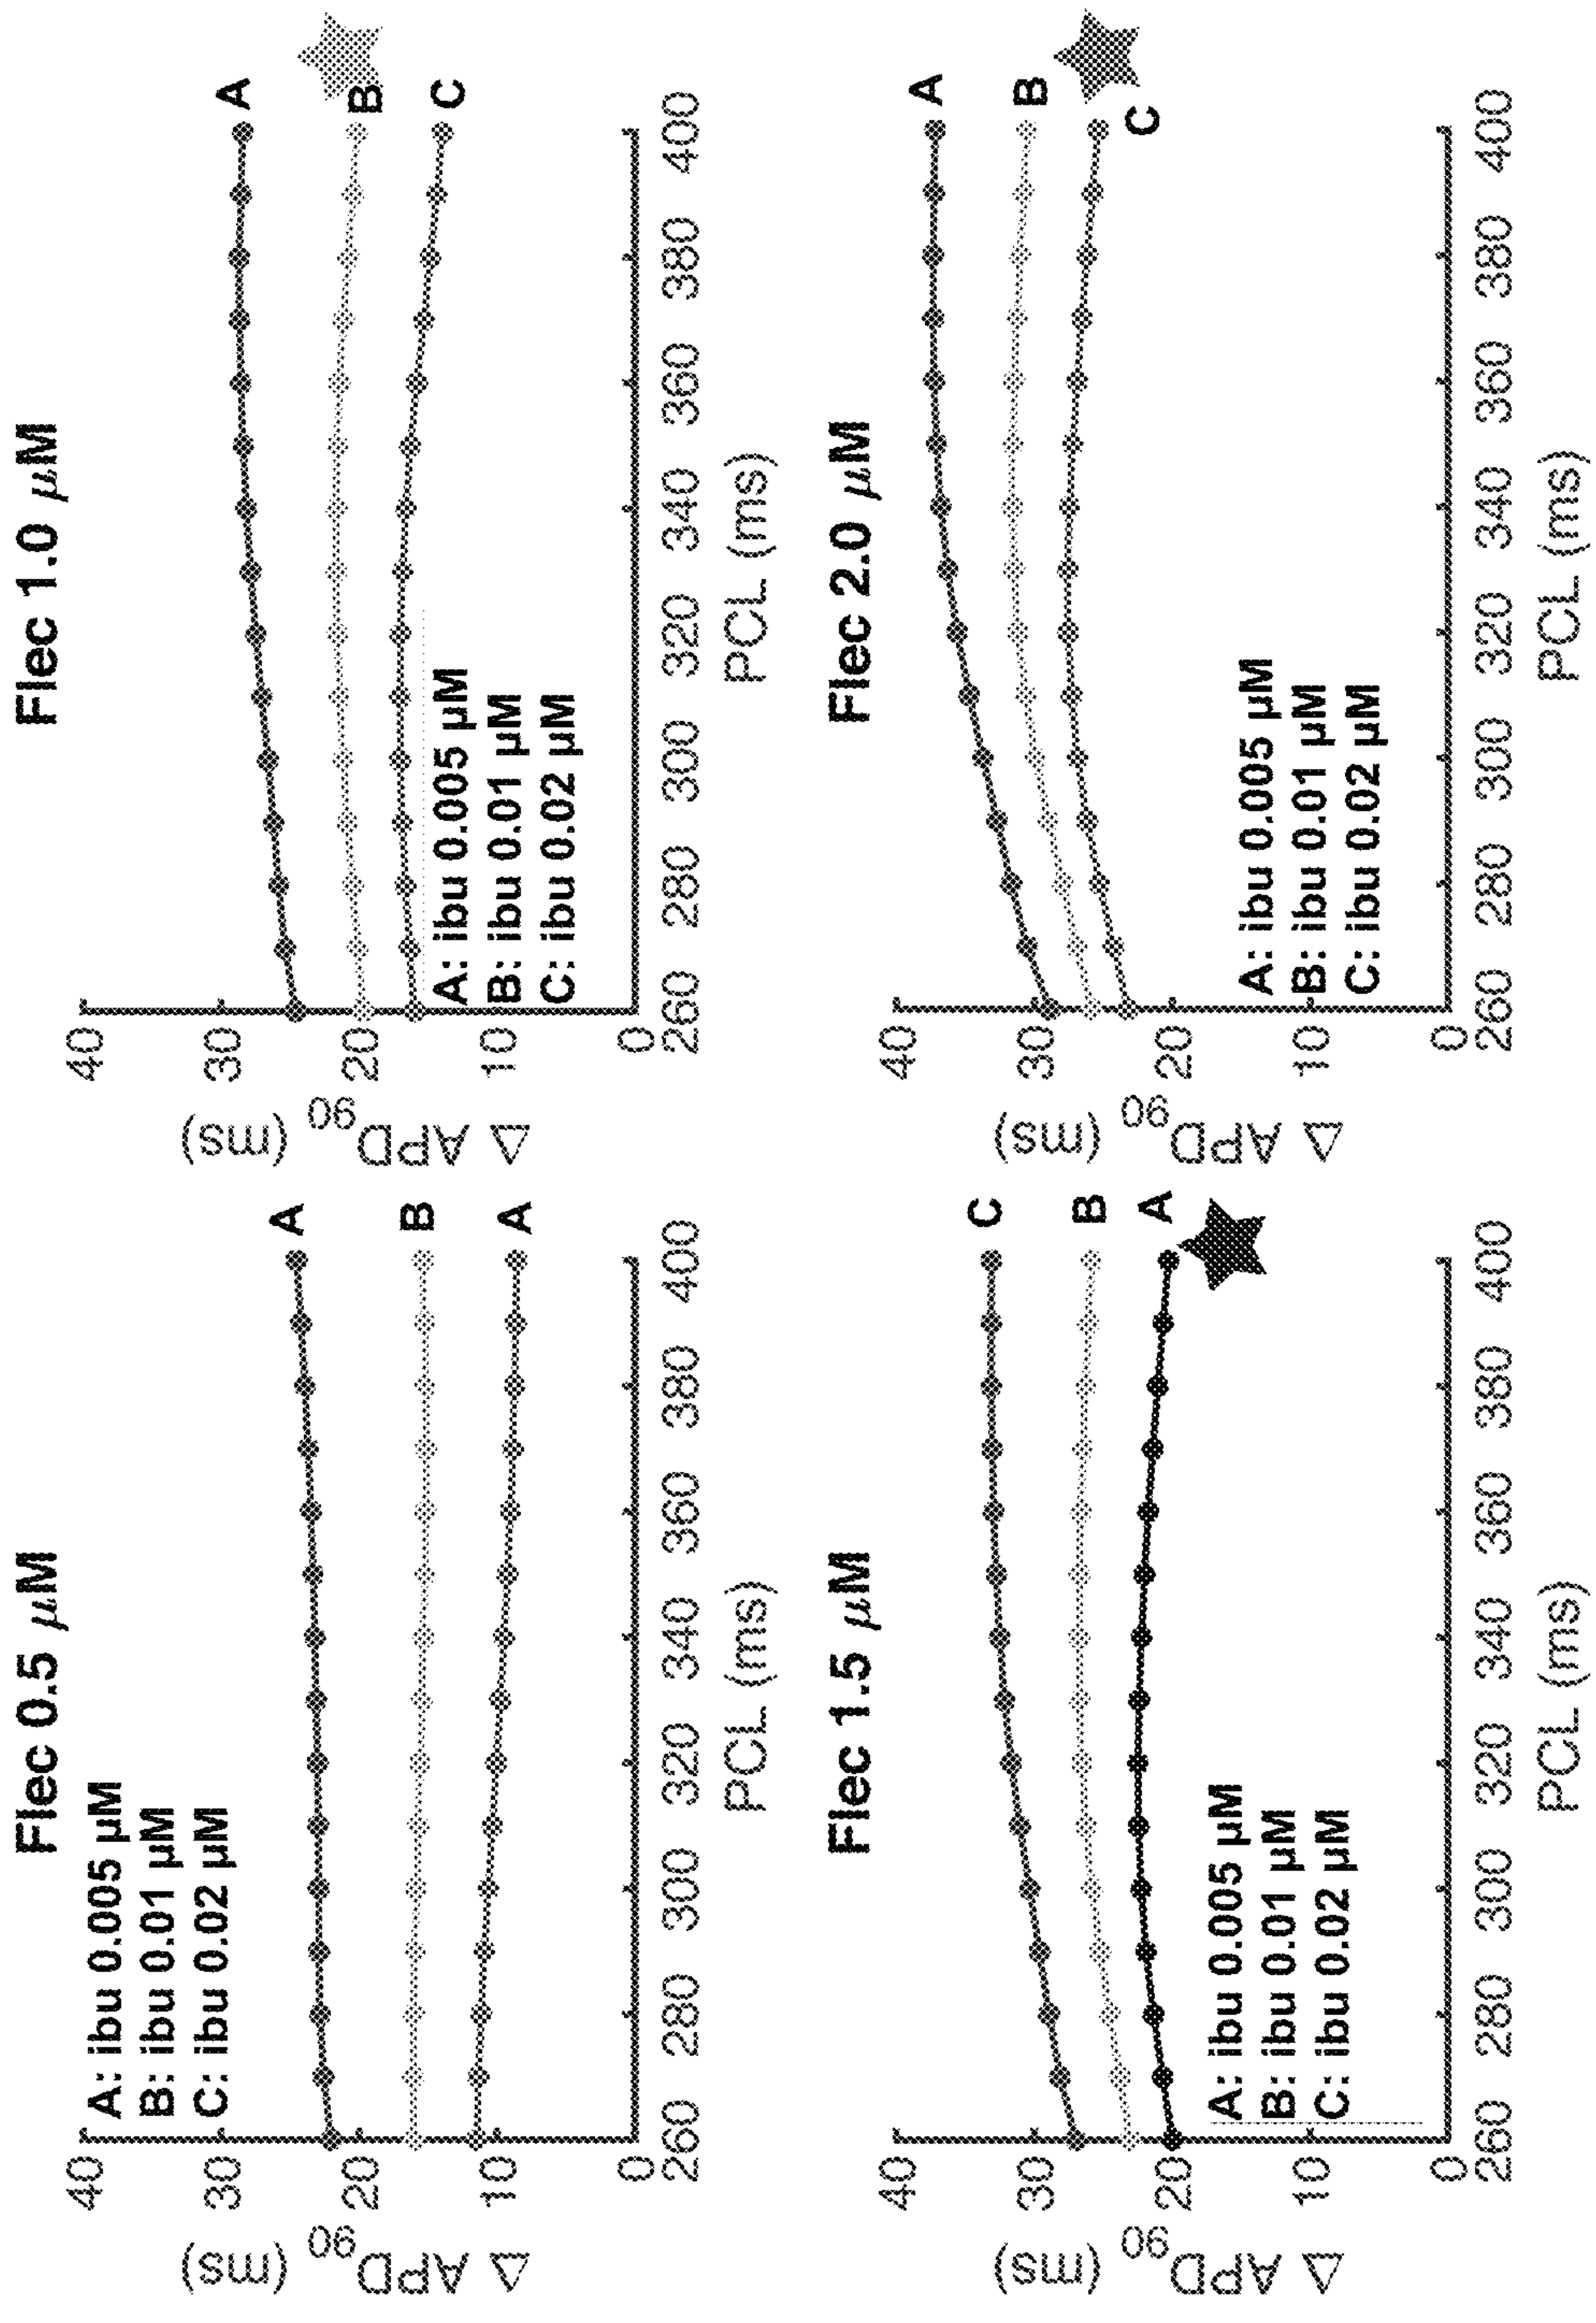 Flec 0.5 μM
A: ibu 0.005 μM
B: ibu 0.01 μM
C: ibu 0.02 μM
A
B
A
40
30
20
10
0
Δ APD90 (ms)
260 280 300 320 340 360 380 400
PCL (ms)
Flec 1.0 μM
A
B
C
A: ibu 0.005 μM
B: ibu 0.01 μM
C: ibu 0.02 μM
40
30
20
10
0
Δ APD90 (ms)
260 280 300 320 340 360 380 400
PCL (ms)
Flec 1.5 μM
C
B
A
A: ibu 0.005 μM
B: ibu 0.01 μM
C: ibu 0.02 μM
40
30
20
10
0
Δ APD90 (ms)
260 280 300 320 340 360 380 400
PCL (ms)
Flec 2.0 μM
A
B
C
A: ibu 0.005 μM
B: ibu 0.01 μM
C: ibu 0.02 μM
40
30
20
10
0
Δ APD90 (ms)
260 280 300 320 340 360 380 400
PCL (ms)